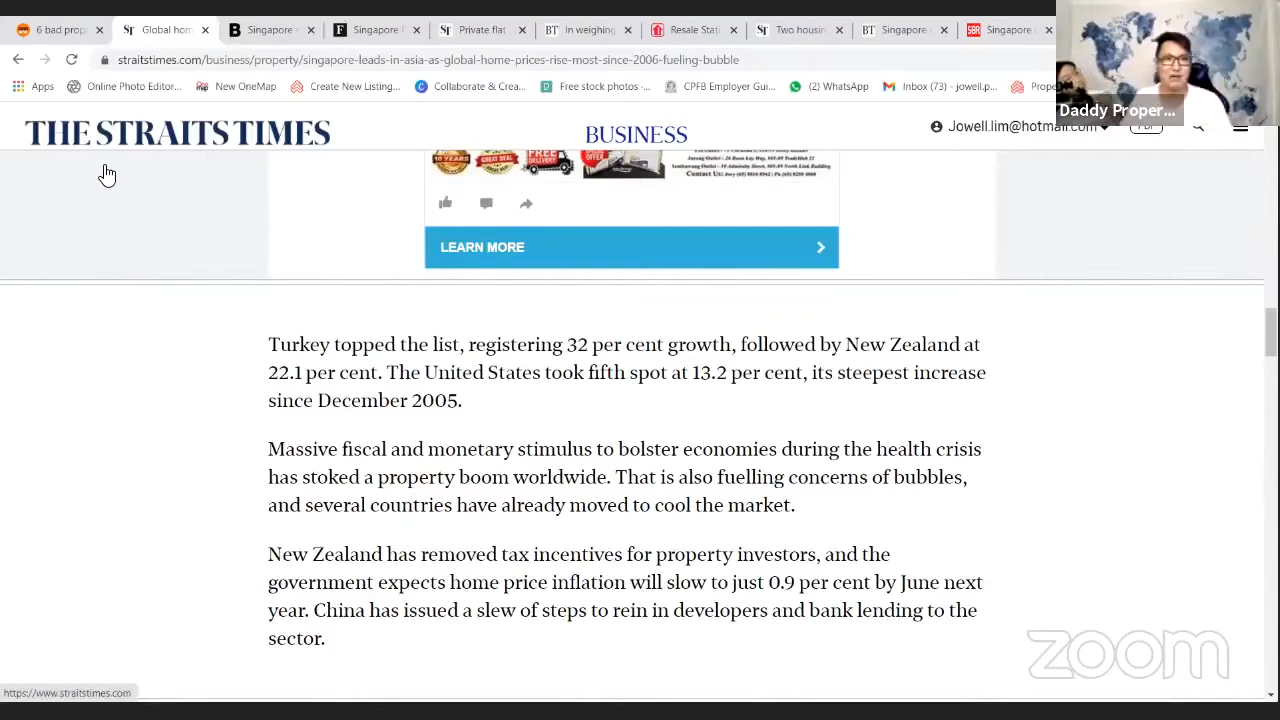 6 bad prop
Global hom
Singapore
Singapore F
Private flat
In weighing
Resale Stati
Two housin
Singapore
Singapore
straitstimes.com/business/property/singapore-leads-in-asia-as-global-home-prices-rise-most-since-2006-fueling-bubble
Apps
Online Photo Editor...
New OneMap
Create New Listing...
Collabora... & Crea...
Free stock photos ·...
CPFB Employer Gui...
(2) WhatsApp
Inbox (73) - jowell.p...
Daddy Proper...
THE STRAITS TIMES
BUSINESS
Jowell.lim@hotmail.com
10 YEARS
GREAT DEAL
FREE DELIVERY
OFFER
LEARN MORE
Turkey topped the list, registering 32 per cent growth, followed by New Zealand at
22.1 per cent. The United States took fifth spot at 13.2 per cent, its steepest increase
since December 2005.
Massive fiscal and monetary stimulus to bolster economies during the health crisis
has stoked a property boom worldwide. That is also fuelling concerns of bubbles,
and several countries have already moved to cool the market.
New Zealand has removed tax incentives for property investors, and the
government expects home price inflation will slow to just 0.9 per cent by June next
year. China has issued a slew of steps to rein in developers and bank lending to the
sector.
zoom
https://www.straitstimes.com